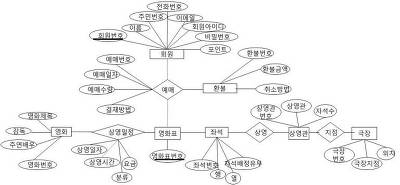 전화번호
주민번호
이메일
이름
회원아이디
회원번호
비밀번호
회원
포인트
예매번호
환불번호
예매일자
환불금액
예매수량
예매
환불
취소방법
결제방법
상영관번호
상영관
좌석수
영화제목
감독
영화
상영일정
영화표
좌석
상영
상영관
지정
극장
주연배우
영화표번호
상영일자
좌석번호
좌석배정유무
극장번호
위치
영화번호
상영시간
요금
행
극장지점
분류
열